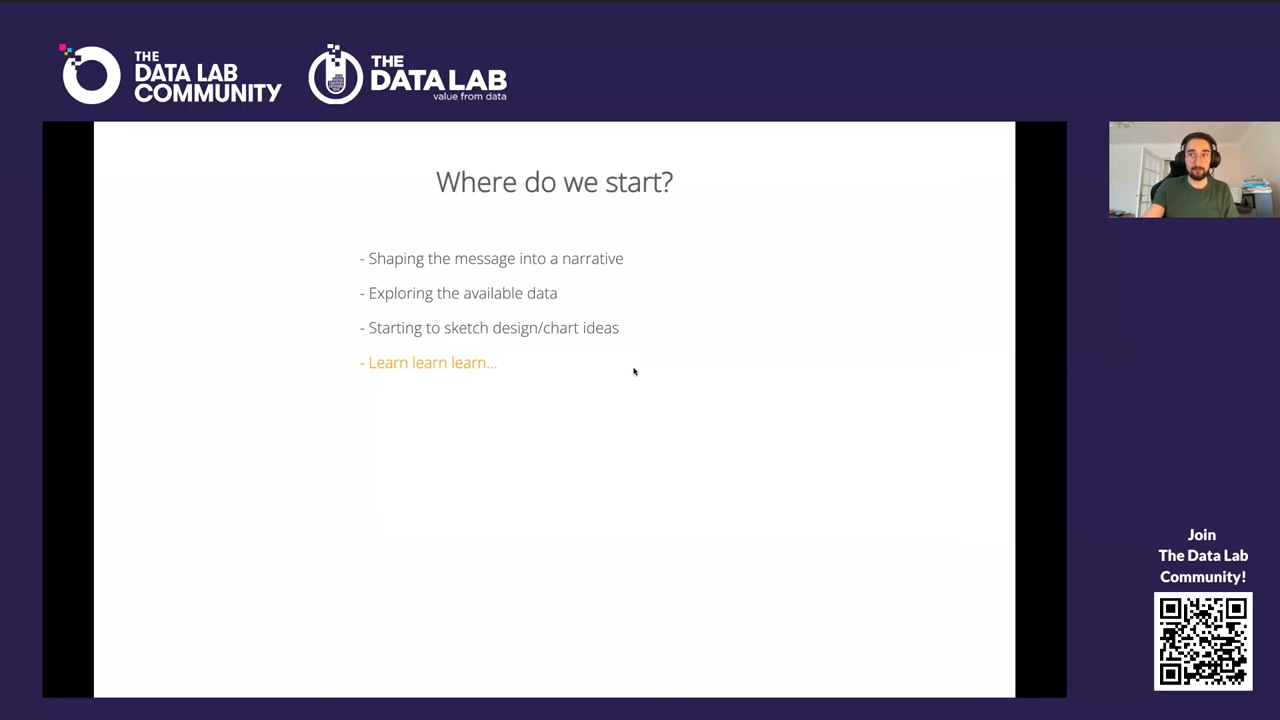 THE
DATA LAB
COMMUNITY
THE
DATA LAB
value from data
Where do we start?
- Shaping the message into a narrative
- Exploring the available data
- Starting to sketch design/chart ideas
- Learn learn learn...
Join
The Data Lab
Community!